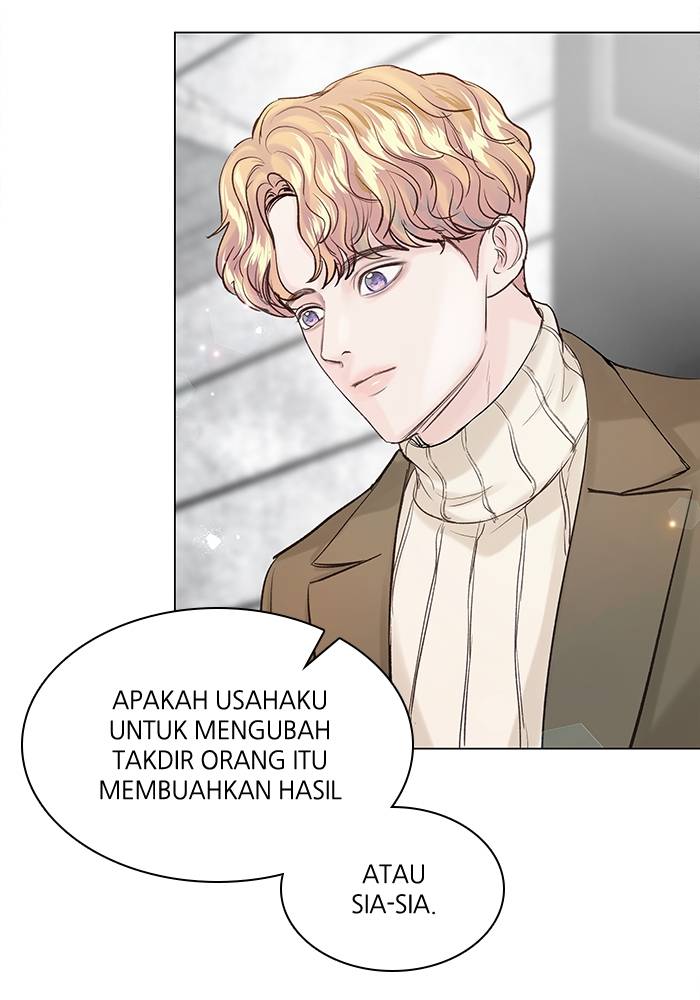 APAKAH USAHAKU
UNTUK MENGUBAH
TAKDIR ORANG ITU
MEMBUAHKAN HASIL
ATAU
SIA-SIA.